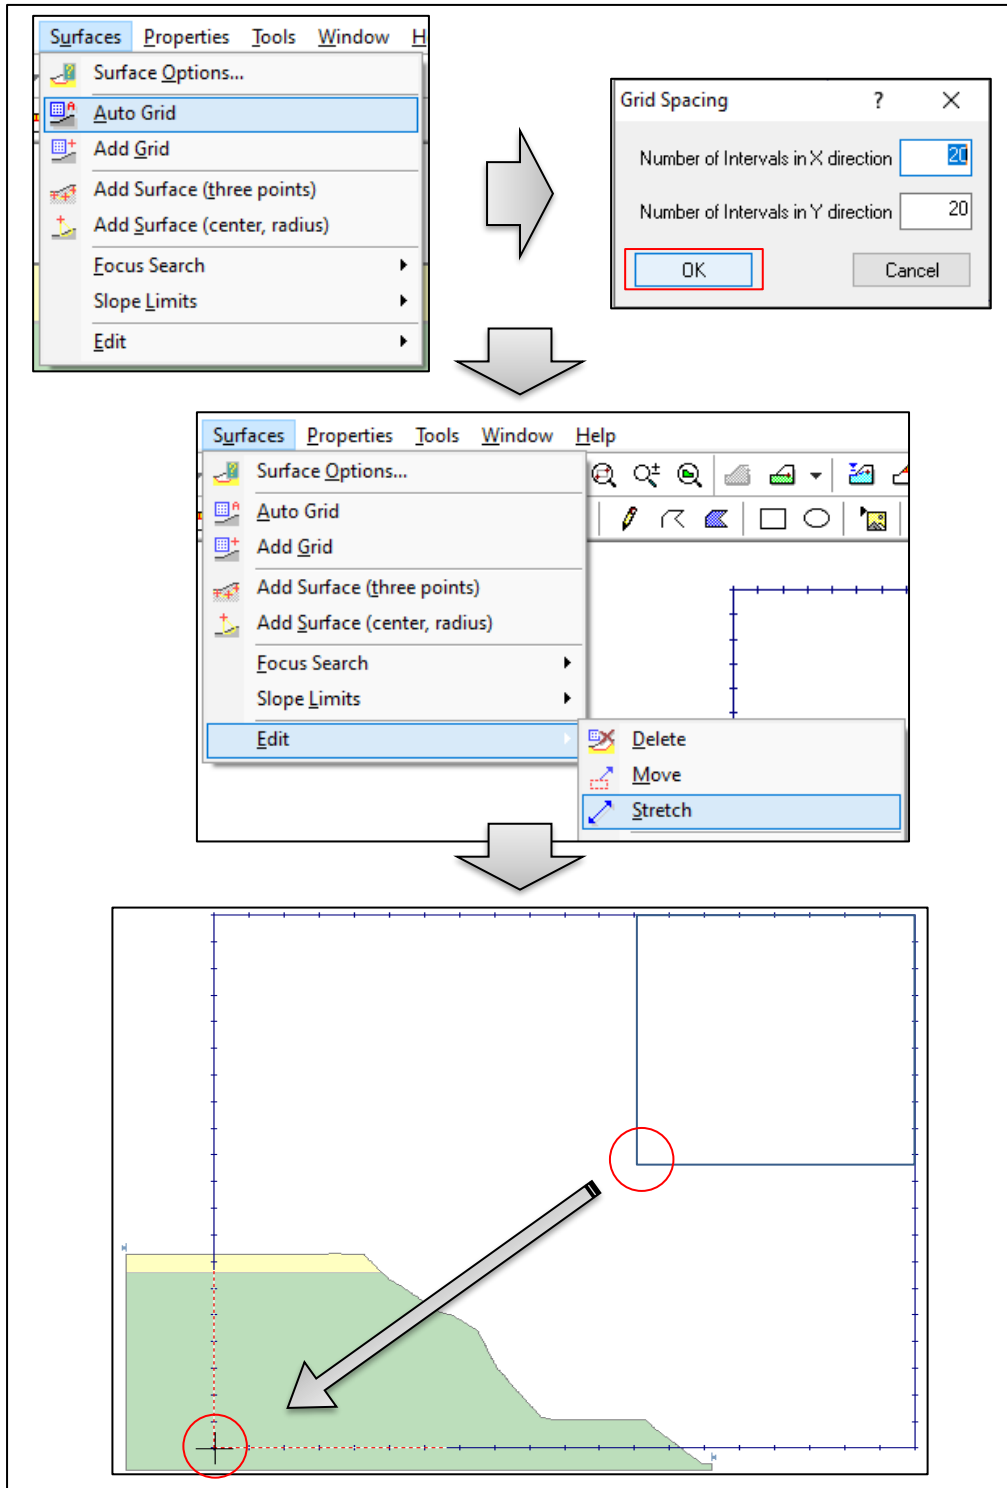 Surfaces Properties Tools Window H
Surface Options...
Auto Grid
Add Grid
Add Surface (three points)
Add Surface (center, radius)
Focus Search
Slope Limits
Edit
Grid Spacing ? X
Number of Intervals in X direction 20
Number of Intervals in Y direction 20
OK Cancel
Surfaces Properties Tools Window Help
Surface Options...
Auto Grid
Add Grid
Add Surface (three points)
Add Surface (center, radius)
Focus Search
Slope Limits
Edit
Delete
Move
Stretch